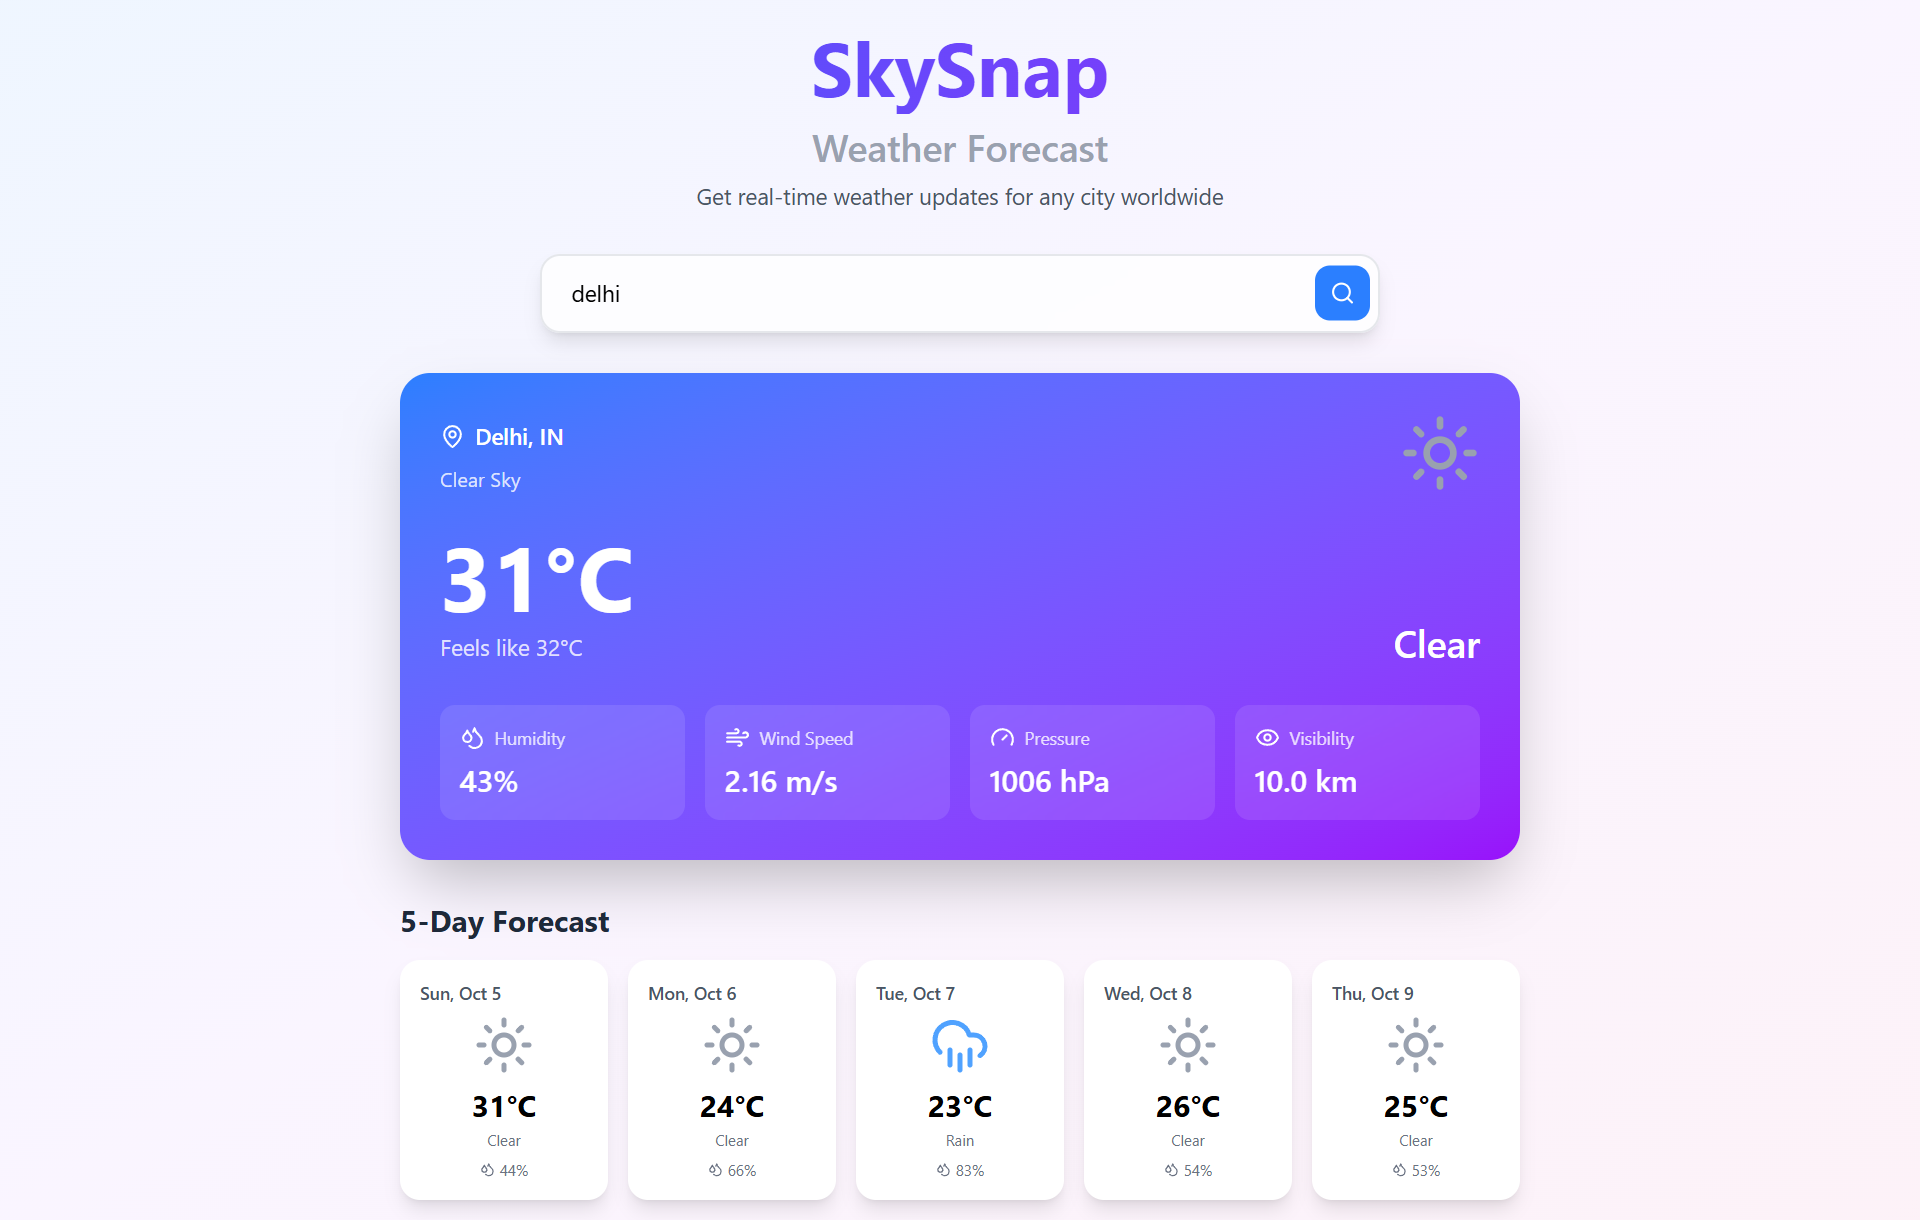 SkySnap
Weather Forecast
Get real-time weather updates for any city worldwide
delhi
Delhi, IN
Clear Sky
31°C
Feels like 32°C
Clear
Humidity
43%
Wind Speed
2.16 m/s
Pressure
1006 hPa
Visibility
10.0 km
5-Day Forecast
Sun, Oct 5
31°C
Clear
44%
Mon, Oct 6
24°C
Clear
66%
Tue, Oct 7
23°C
Rain
83%
Wed, Oct 8
26°C
Clear
54%
Thu, Oct 9
25°C
Clear
53%